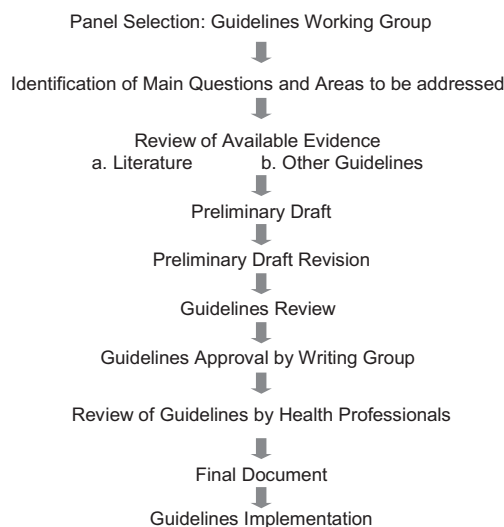 Panel Selection: Guidelines Working Group
Identification of Main Questions and Areas to be addressed
Review of Available Evidence
a. Literature b. Other Guidelines
Preliminary Draft
Preliminary Draft Revision
Guidelines Review
Guidelines Approval by Writing Group
Review of Guidelines by Health Professionals
Final Document
Guidelines Implementation